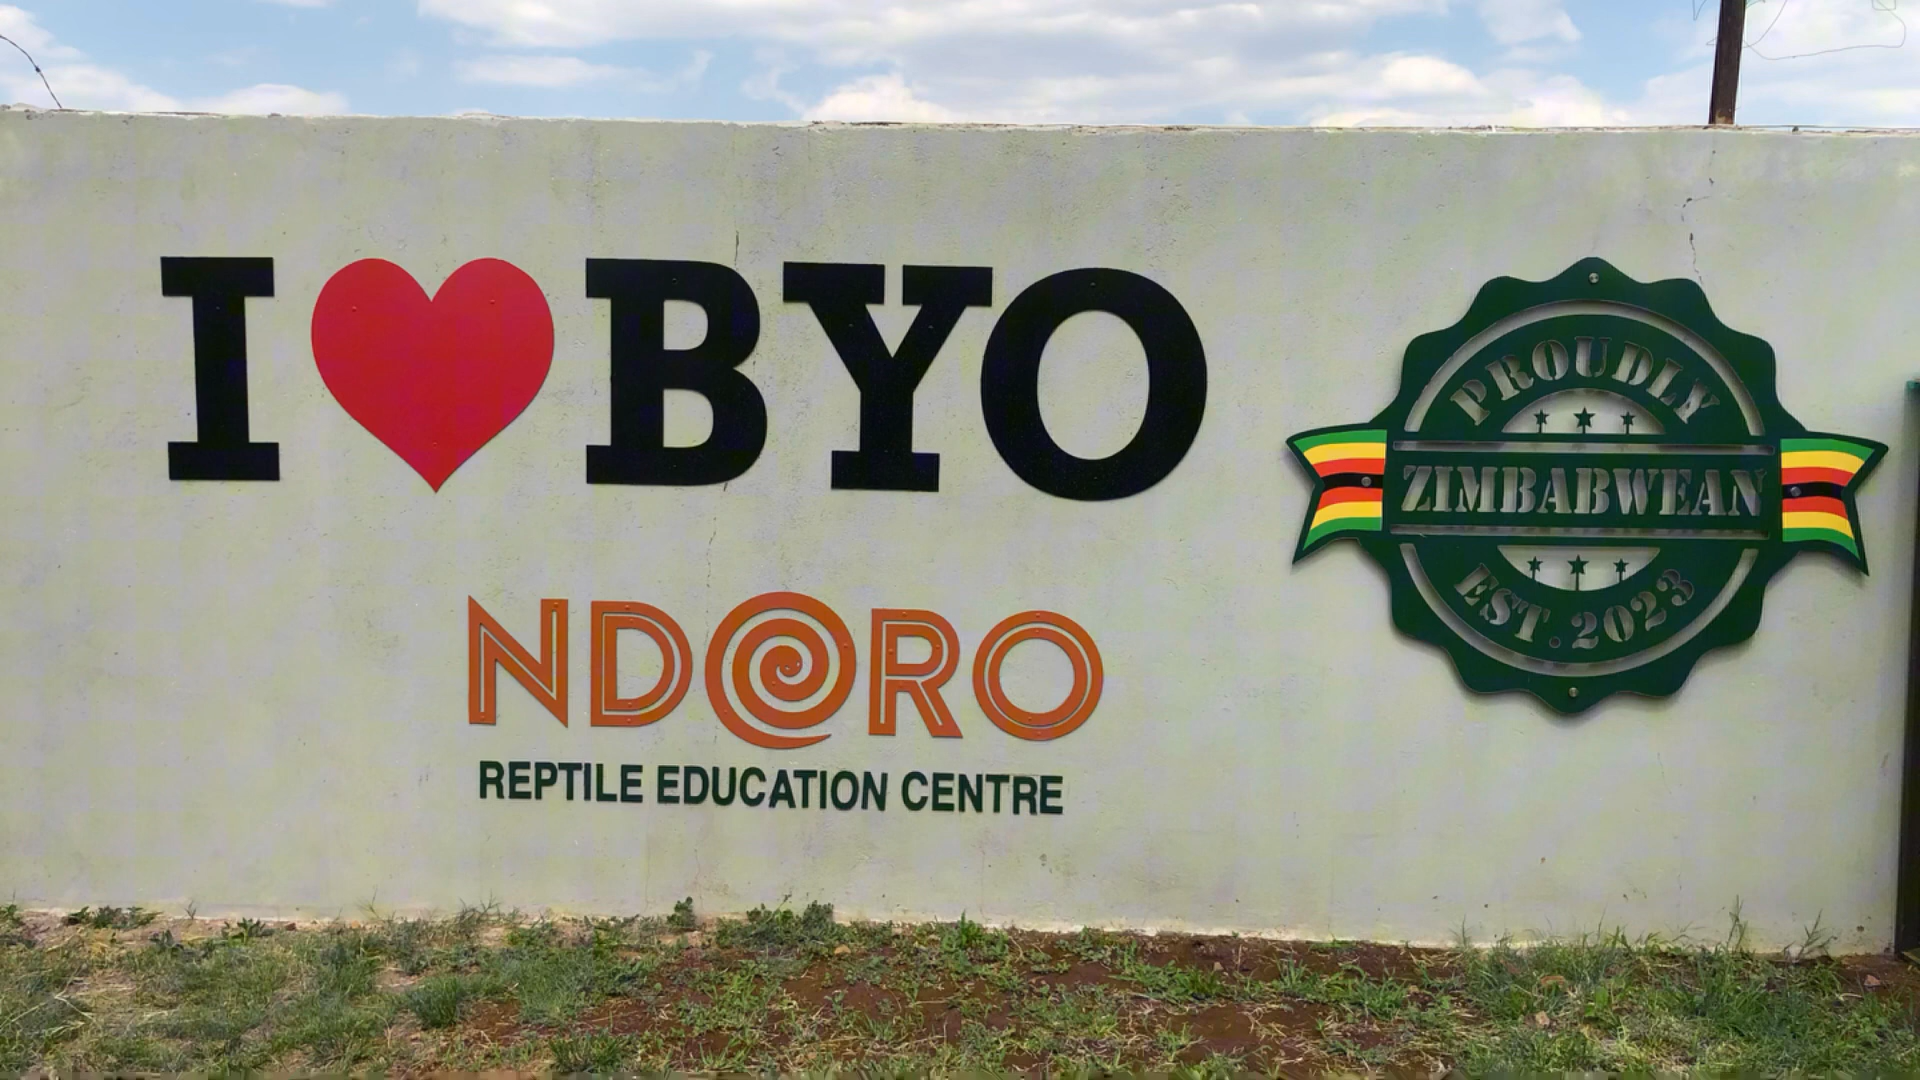 I ❤ BYO
NDORO
REPTILE EDUCATION CENTRE
PROUDLY
ZIMBABWEAN
EST. 2023